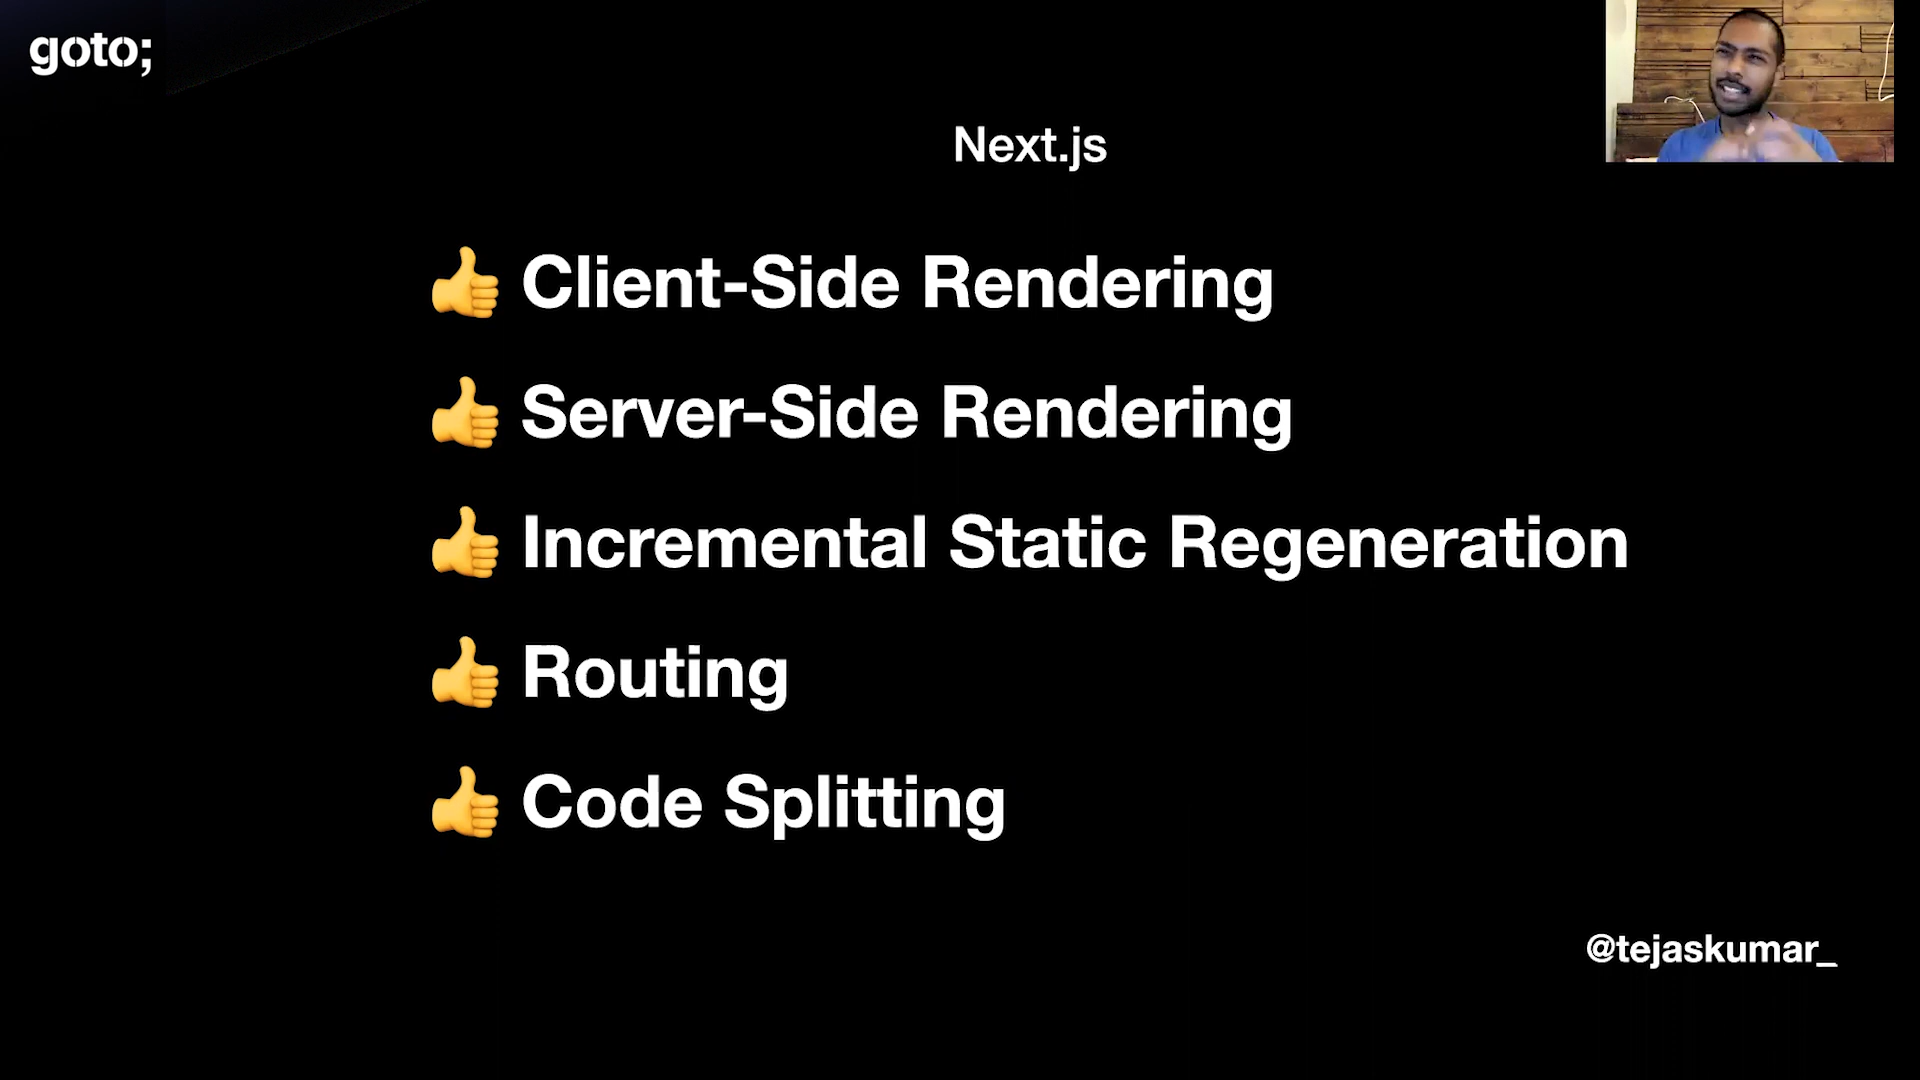 goto;
Next.js
👍 Client-Side Rendering
👍 Server-Side Rendering
👍 Incremental Static Regeneration
👍 Routing
👍 Code Splitting
@tejaskumar_